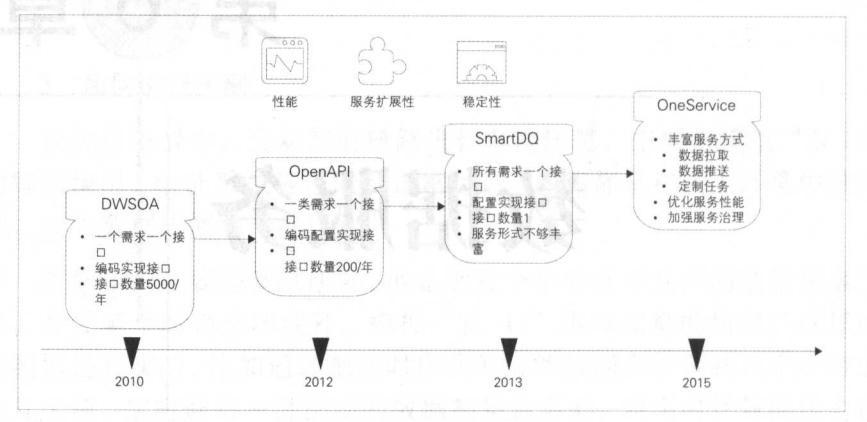 性能
服务扩展性
稳定性
DWSOA
• 一个需求一个接
口
• 编码实现接口
• 接口数量5000/
年
OpenAPI
• 一类需求一个接
口
• 编码配置实现接
口
•
接口数量200/年
SmartDQ
• 所有需求一个接
口
• 配置实现接口
• 接口数量1
• 服务形式不够丰
富
OneService
• 丰富服务方式
• 数据拉取
• 数据推送
• 定制任务
• 优化服务性能
• 加强服务治理
2010
2012
2013
2015